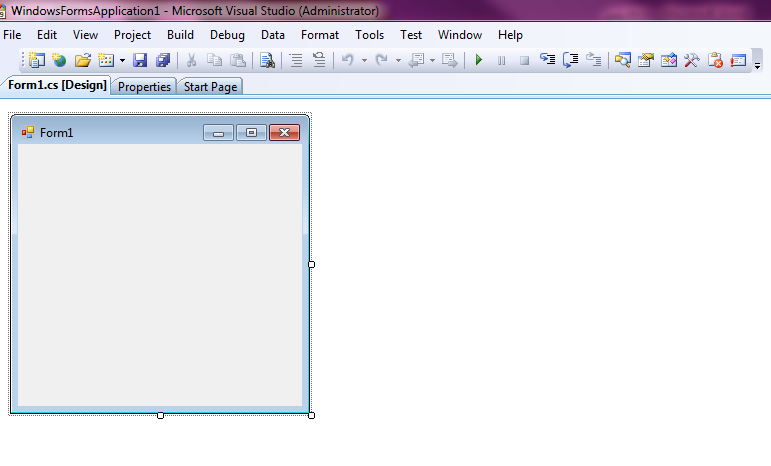 WindowsFormsApplication1 - Microsoft Visual Studio (Administrator)
File Edit View Project Build Debug Data Format Tools Test Window Help
Form1.cs [Design] Properties Start Page
Form1